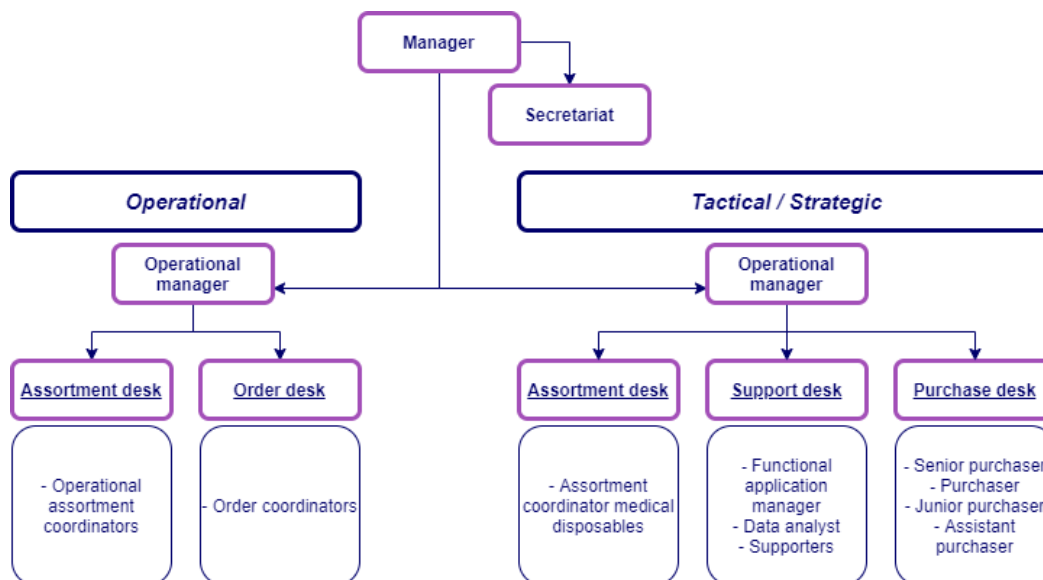 Manager
Secretariat
Operational
Tactical / Strategic
Operational
manager
Operational
manager
Assortment desk
Order desk
Assortment desk
Support desk
Purchase desk
- Operational
assortment
coordinators
- Order coordinators
- Assortment
coordinator medical
disposables
- Functional
application
manager
- Data analyst
- Supporters
- Senior purchaser
- Purchaser
- Junior purchaser
- Assistant
purchaser